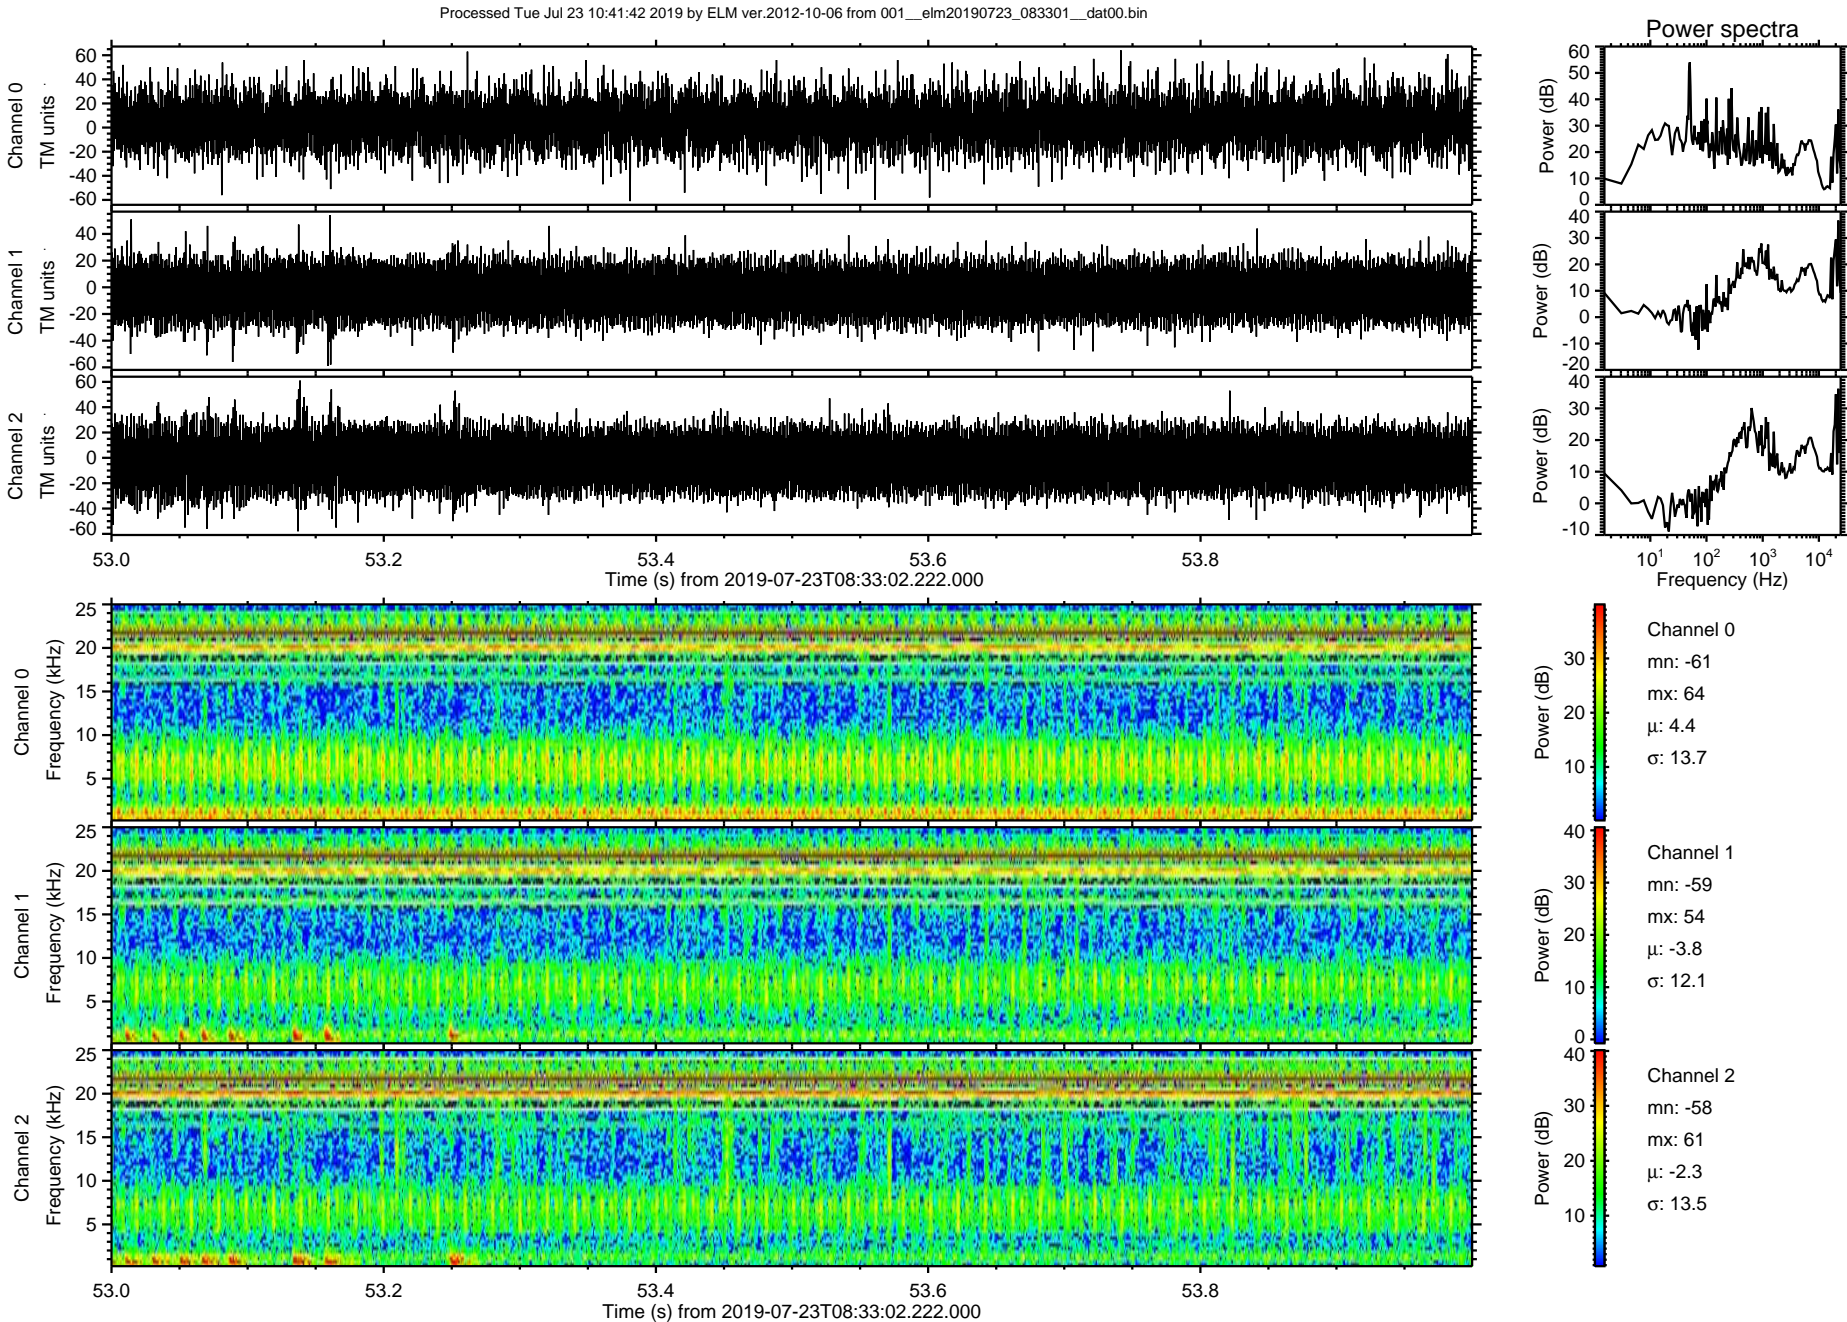 Processed Tue Jul 23 10:41:42 2019 by ELM ver.2012-10-06 from 001__elm20190723_083301__dat00.bin
Power spectra
Channel 0
TM units
60
40
20
0
-20
-40
-60
Power (dB)
60
50
40
30
20
10
0
Channel 1
TM units
40
20
0
-20
-40
-60
Power (dB)
40
30
20
10
0
-10
-20
Channel 2
TM units
60
40
20
0
-20
-40
-60
Power (dB)
40
30
20
10
0
-10
53.0 53.2 53.4 53.6 53.8
Time (s) from 2019-07-23T08:33:02.222.000
10^1 10^2 10^3 10^4
Frequency (Hz)
Channel 0
Frequency (kHz)
25
20
15
10
5
Power (dB)
30
20
10
Channel 0
mn: -61
mx: 64
μ: 4.4
σ: 13.7
Channel 1
Frequency (kHz)
25
20
15
10
5
Power (dB)
40
30
20
10
0
Channel 1
mn: -59
mx: 54
μ: -3.8
σ: 12.1
Channel 2
Frequency (kHz)
25
20
15
10
5
Power (dB)
40
30
20
10
Channel 2
mn: -58
mx: 61
μ: -2.3
σ: 13.5
53.0 53.2 53.4 53.6 53.8
Time (s) from 2019-07-23T08:33:02.222.000